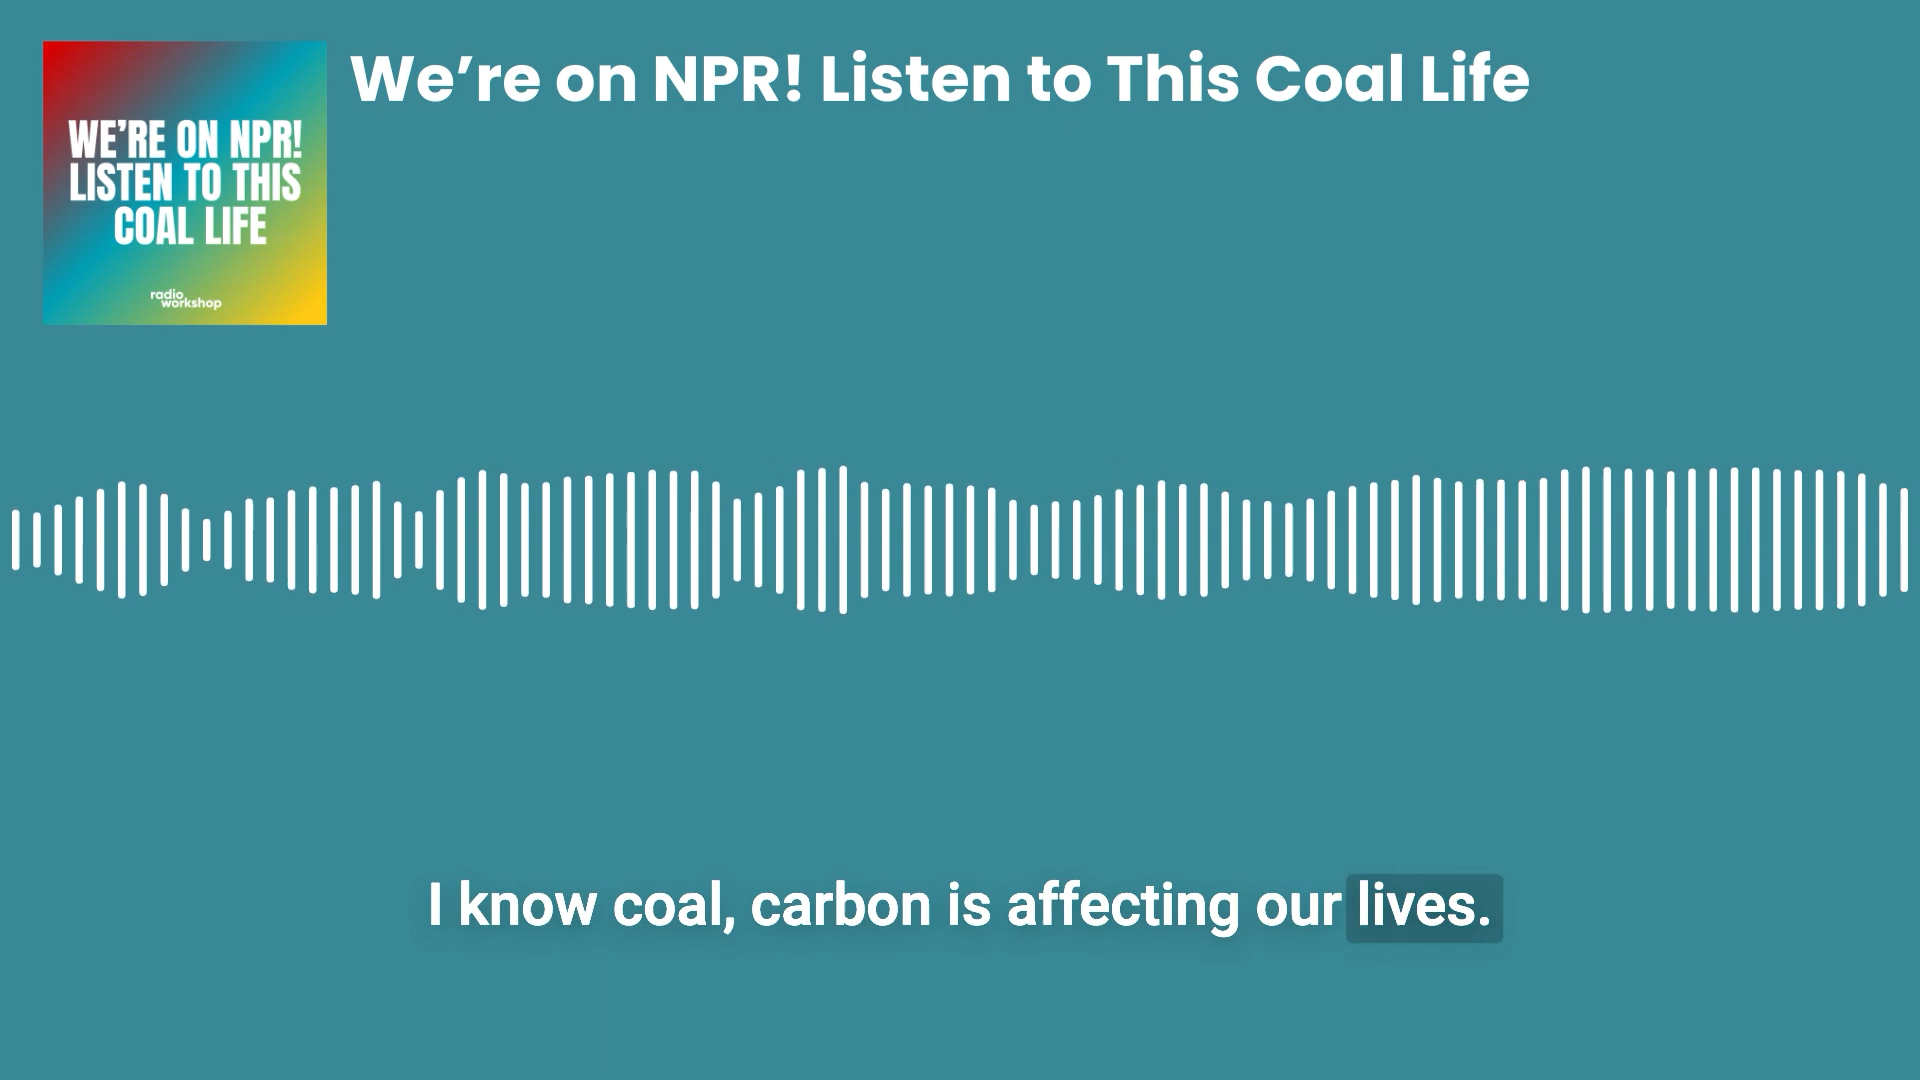 We’re on NPR! Listen to This Coal Life
WE’RE ON NPR!
LISTEN TO THIS
COAL LIFE
radio
workshop
I know coal, carbon is affecting our lives.